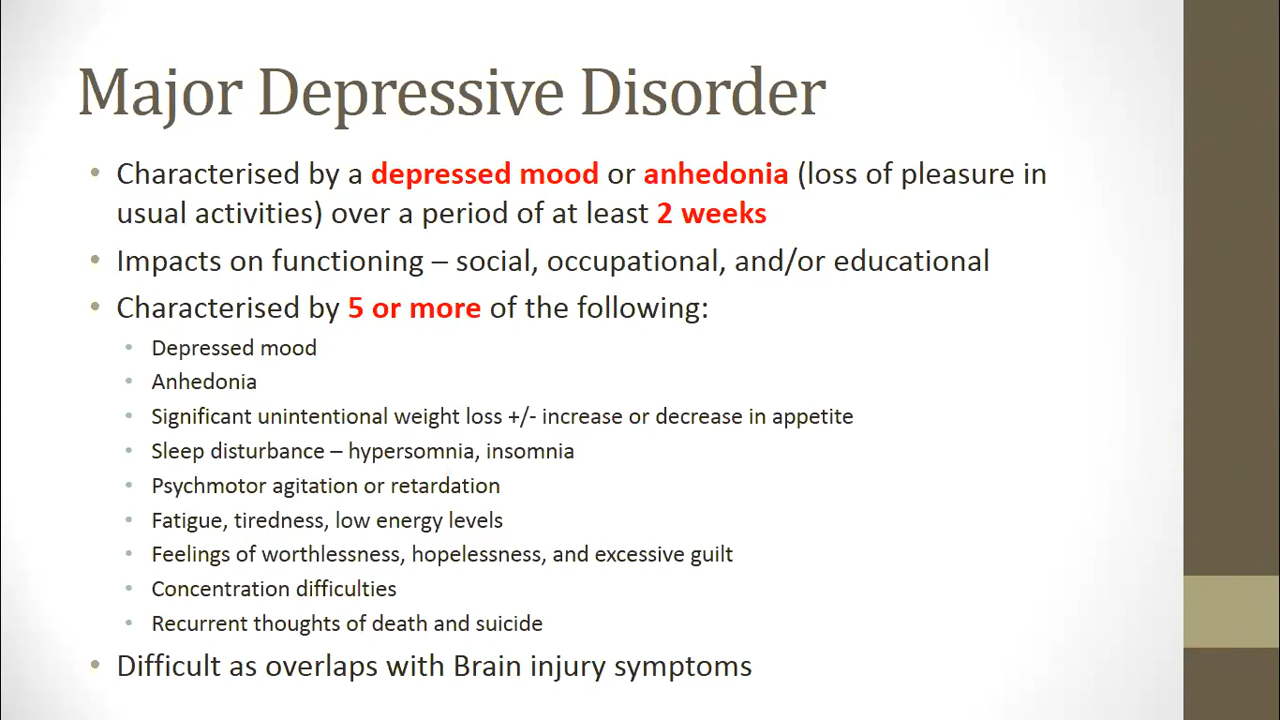 Major Depressive Disorder
• Characterised by a depressed mood or anhedonia (loss of pleasure in
usual activities) over a period of at least 2 weeks
• Impacts on functioning – social, occupational, and/or educational
• Characterised by 5 or more of the following:
• Depressed mood
• Anhedonia
• Significant unintentional weight loss +/- increase or decrease in appetite
• Sleep disturbance – hypersomnia, insomnia
• Psychmotor agitation or retardation
• Fatigue, tiredness, low energy levels
• Feelings of worthlessness, hopelessness, and excessive guilt
• Concentration difficulties
• Recurrent thoughts of death and suicide
• Difficult as overlaps with Brain injury symptoms